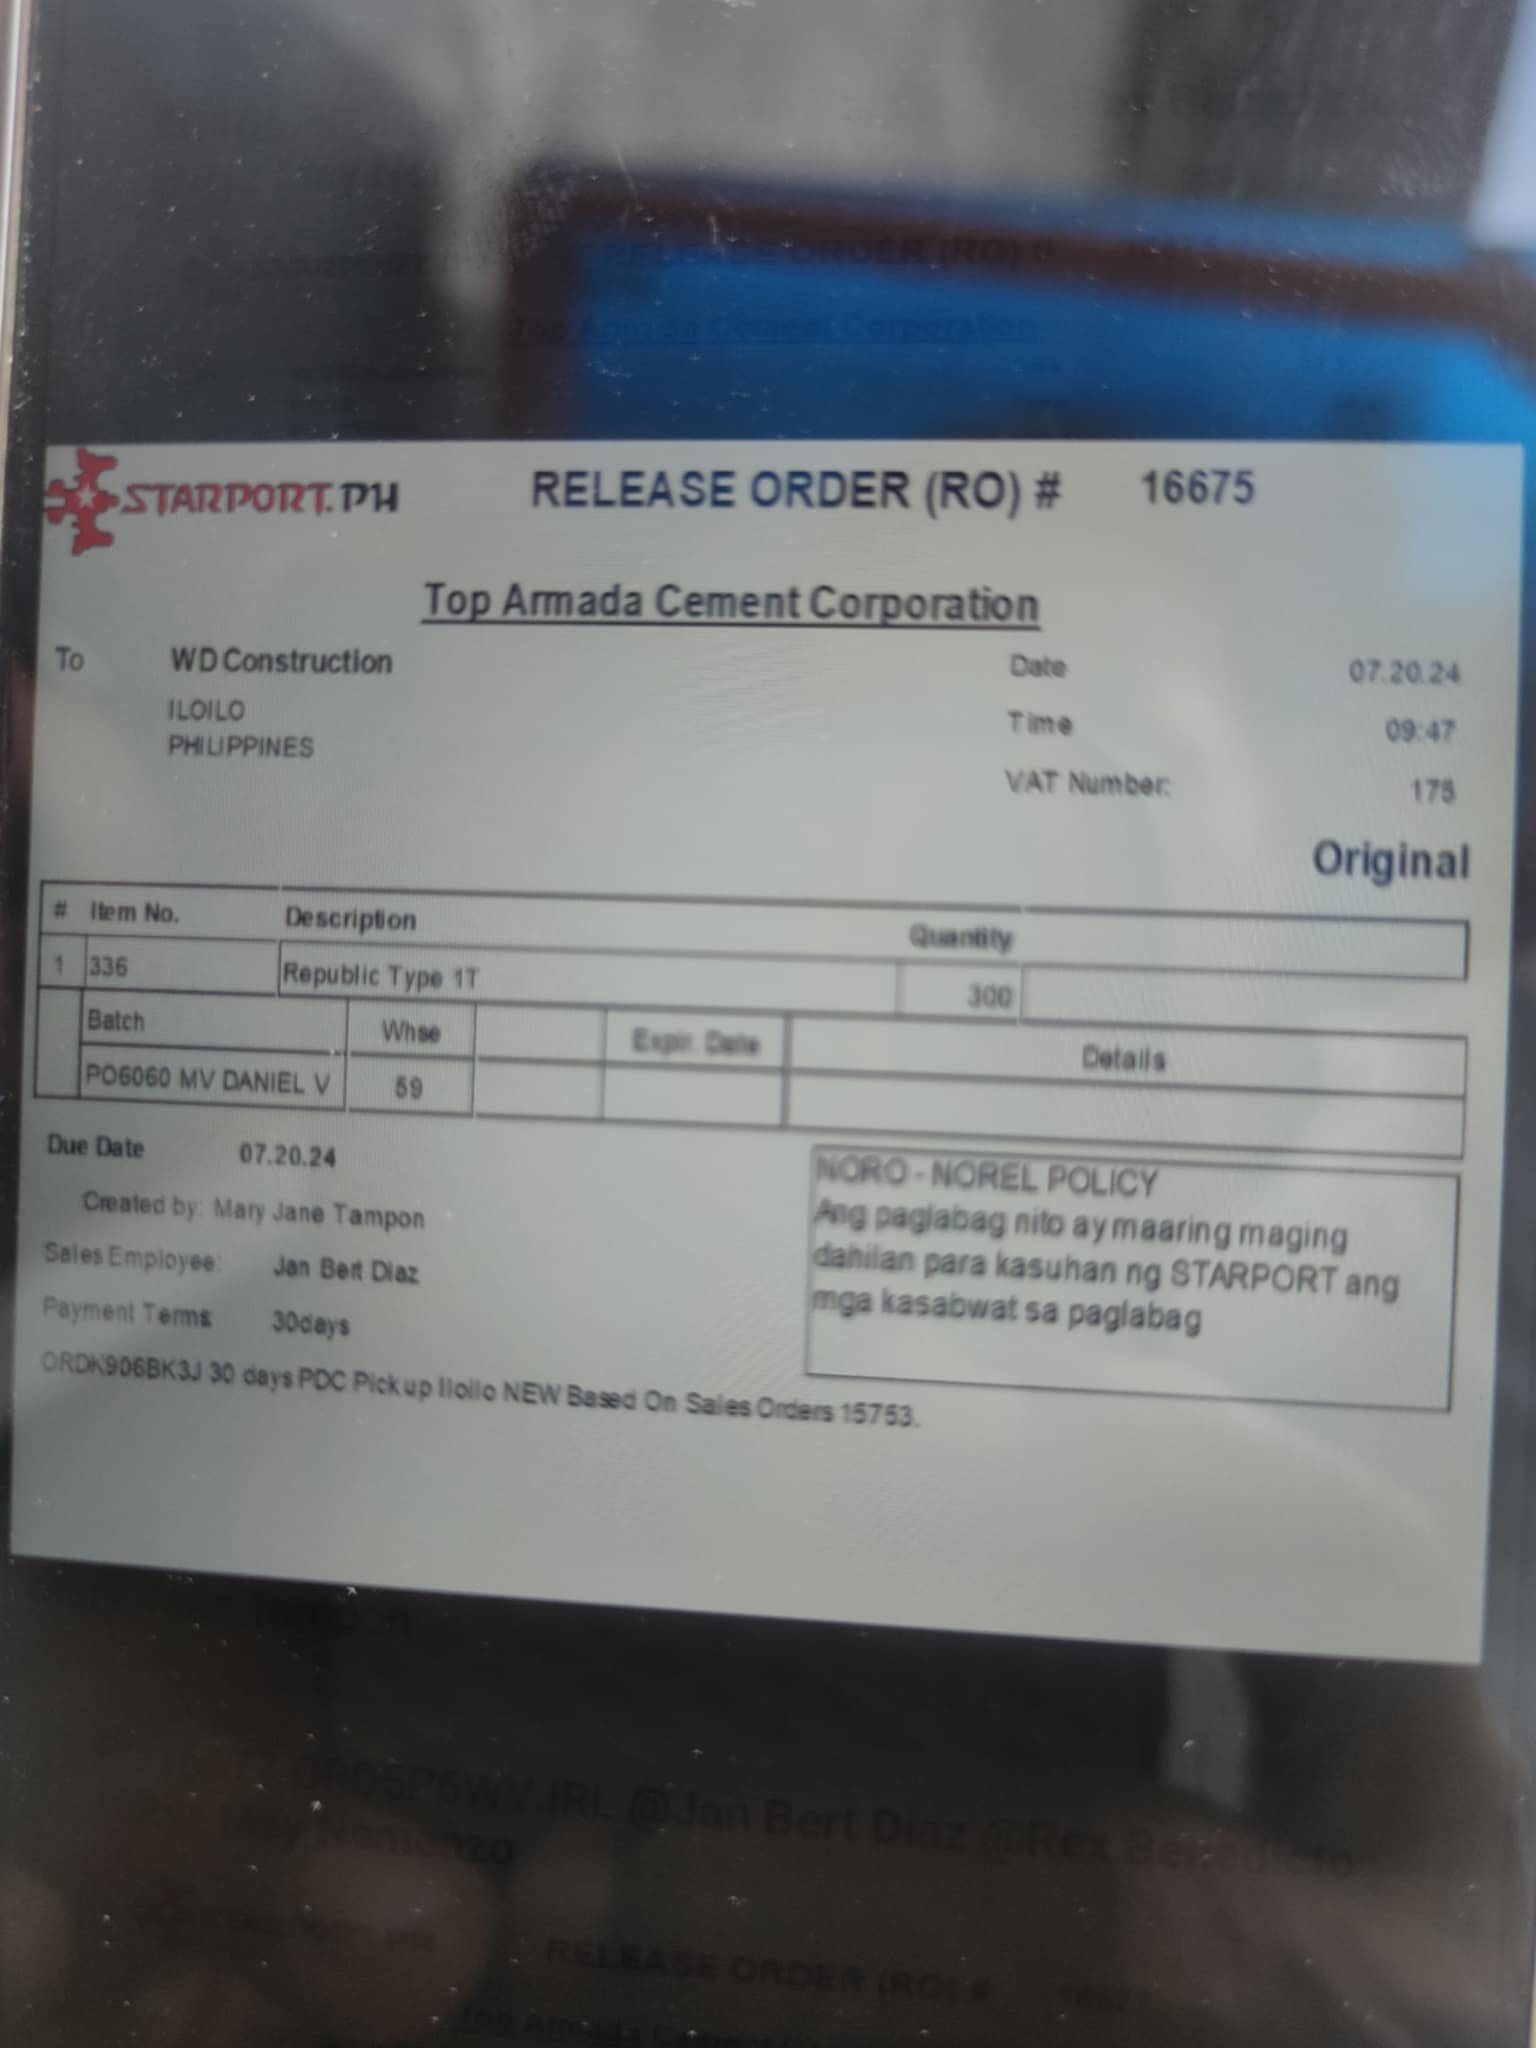 STARPORT.PH RELEASE ORDER (RO) # 16675
Top Armada Cement Corporation
To WD Construction
ILOILO
PHILIPPINES
Date 07.20.24
Time 09:47
VAT Number: 175
Original
# Item No. Description Quantity
1 336 Republic Type 1T 300
Batch Whse Expir. Date Details
PO6060 MV DANIEL V 59
Due Date 07.20.24
Created by: Mary Jane Tampon
Sales Employee: Jan Bert Diaz
Payment Terms 30days
NORO - NOREL POLICY
Ang paglabag nito ay maaring maging
dahilan para kasuhan ng STARPORT ang
mga kasabwat sa paglabag
ORDK906BK3J 30 days PDC Pickup Iloilo NEW Based On Sales Orders 15753.
Tampon
@Jan Bert Diaz @Rex
May Nemenzo
RELEASE ORDER (RO) #